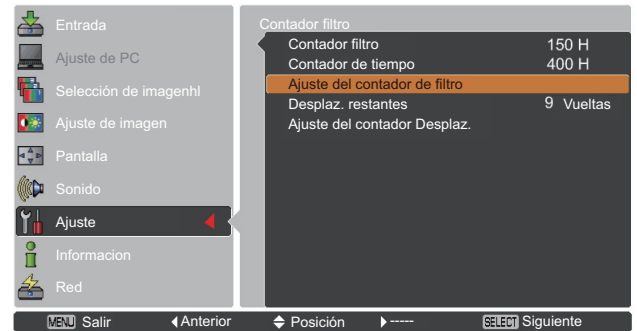 Entrada
Ajuste de PC
Selección de imagenhl
Ajuste de imagen
Pantalla
Sonido
Ajuste
Informacion
Red
Contador filtro
Contador filtro 150 H
Contador de tiempo 400 H
Ajuste del contador de filtro
Desplaz. restantes 9 Vueltas
Ajuste del contador Desplaz.
MENU Salir Anterior Posición ----- SELECT Siguiente